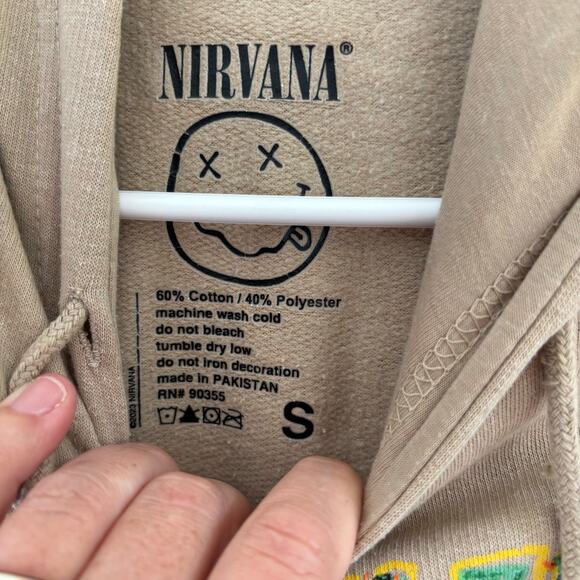 NIRVANA®
60% Cotton / 40% Polyester
machine wash cold
do not bleach
tumble dry low
do not iron decoration
made in PAKISTAN
RN# 90355
S
©2023 NIRVANA